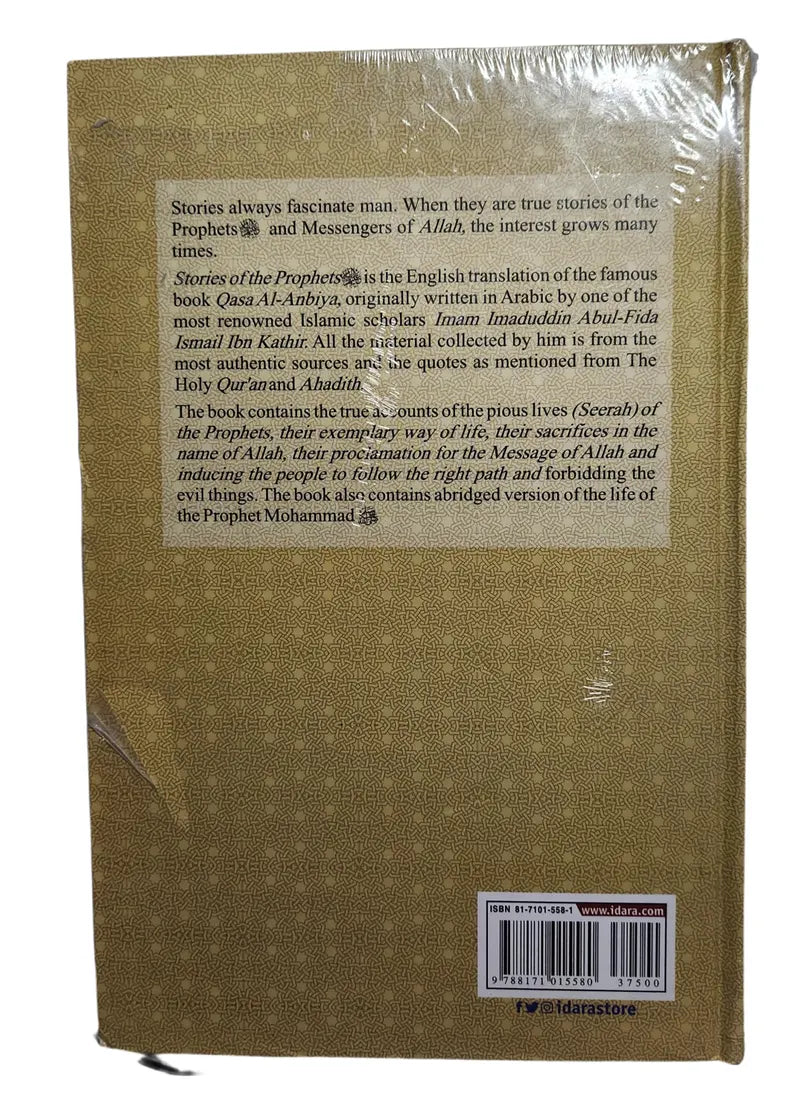 Stories always fascinate man. When they are true stories of the
Prophets and Messengers of Allah, the interest grows many
times.
Stories of the Prophets is the English translation of the famous
book Qasa Al-Anbiya, originally written in Arabic by one of the
most renowned Islamic scholars Imam Imaduddin Abul-Fida
Ismail Ibn Kathir. All the material collected by him is from the
most authentic sources and the quotes as mentioned from The
Holy Qur'an and Ahadith.
The book contains the true accounts of the pious lives (Seerah) of
the Prophets, their exemplary way of life, their sacrifices in the
name of Allah, their proclamation for the Message of Allah and
inducing the people to follow the right path and forbidding the
evil things. The book also contains abridged version of the life of
the Prophet Mohammad ﷺ
ISBN 81-7101-558-1 www.idara.com
9 788171 015580 37500
idarastore